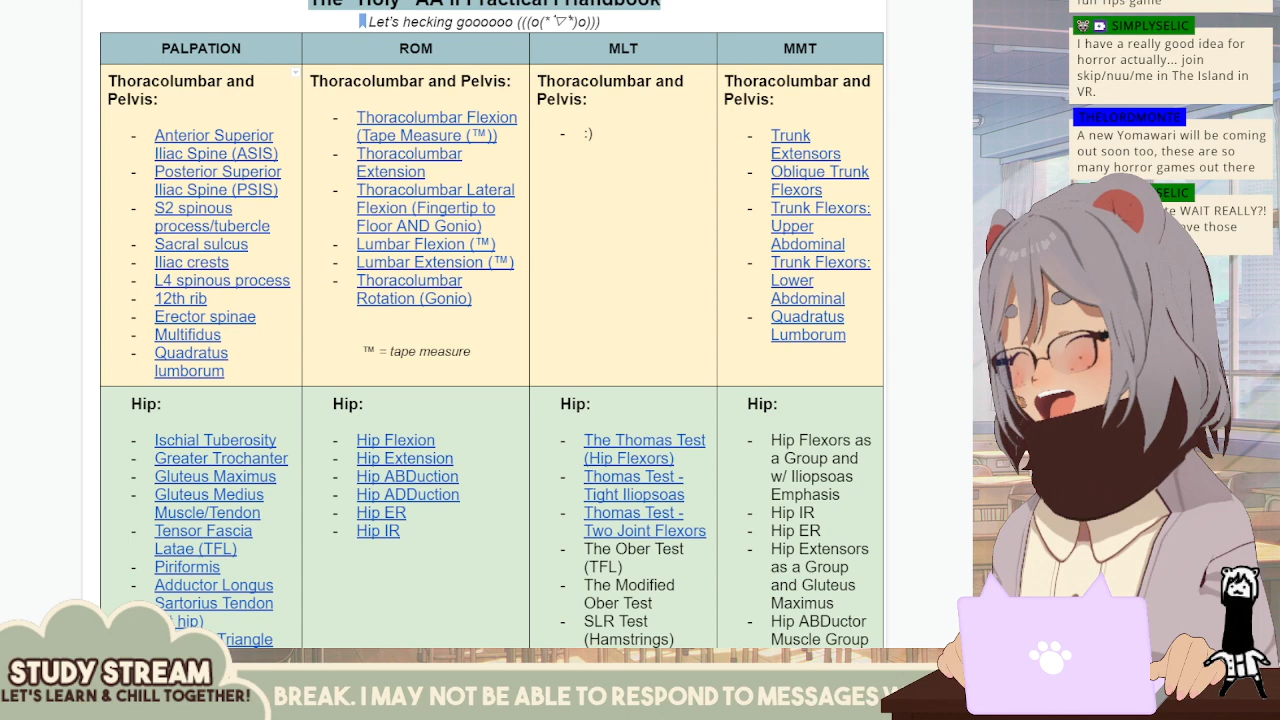 The "Holy" AA II Practical Handbook
Let's hecking goooooo (((o(*ﾟ▽ﾟ*)o)))
PALPATION
ROM
MLT
MMT
Thoracolumbar and
Pelvis:
- Anterior Superior
Iliac Spine (ASIS)
- Posterior Superior
Iliac Spine (PSIS)
- S2 spinous
process/tubercle
- Sacral sulcus
- Iliac crests
- L4 spinous process
- 12th rib
- Erector spinae
- Multifidus
- Quadratus
lumborum
Thoracolumbar and Pelvis:
- Thoracolumbar Flexion
(Tape Measure (™))
- Thoracolumbar
Extension
- Thoracolumbar Lateral
Flexion (Fingertip to
Floor AND Gonio)
- Lumbar Flexion (™)
- Lumbar Extension (™)
- Thoracolumbar
Rotation (Gonio)
™ = tape measure
Thoracolumbar and
Pelvis:
- :)
Thoracolumbar and
Pelvis:
- Trunk
Extensors
- Oblique Trunk
Flexors
- Trunk Flexors:
Upper
Abdominal
- Trunk Flexors:
Lower
Abdominal
- Quadratus
Lumborum
Hip:
- Ischial Tuberosity
- Greater Trochanter
- Gluteus Maximus
- Gluteus Medius
Muscle/Tendon
- Tensor Fascia
Latae (TFL)
- Piriformis
- Adductor Longus
Sartorius Tendon
hip)
Triangle
Hip:
- Hip Flexion
- Hip Extension
- Hip ABDuction
- Hip ADDuction
- Hip ER
- Hip IR
Hip:
- The Thomas Test
(Hip Flexors)
- Thomas Test -
Tight Iliopsoas
- Thomas Test -
Two Joint Flexors
- The Ober Test
(TFL)
- The Modified
Ober Test
- SLR Test
(Hamstrings)
Hip:
- Hip Flexors as
a Group and
w/ Iliopsoas
Emphasis
- Hip IR
- Hip ER
- Hip Extensors
as a Group
and Gluteus
Maximus
- Hip ABDuctor
Muscle Group
fun Tips game
SIMPLYSELIC
I have a really good idea for
horror actually... join
skip/nuu/me in The Island in
VR.
THELORDMONTE
A new Yomawari will be coming
out soon too, these are so
many horror games out there
SELIC
WAIT REALLY?!
those
STUDY STREAM
LET'S LEARN & CHILL TOGETHER!
BREAK. I MAY NOT BE ABLE TO RESPOND TO MESSAGES